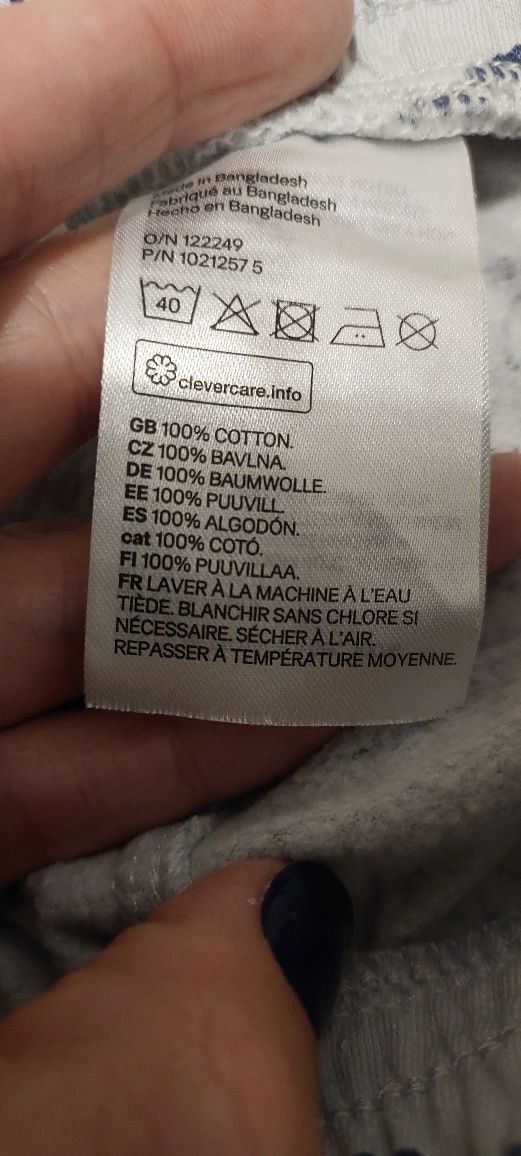 Made in Bangladesh
Fabriqué au Bangladesh
Hecho en Bangladesh
O/N 122249
P/N 1021257 5
40
clevercare.info
GB 100% COTTON.
CZ 100% BAVLNA.
DE 100% BAUMWOLLE.
EE 100% PUUVILL.
ES 100% ALGODÓN.
cat 100% COTÓ.
FI 100% PUUVILLAA.
FR LAVER À LA MACHINE À L'EAU
TIÈDE. BLANCHIR SANS CHLORE SI
NÉCESSAIRE. SÉCHER À L'AIR.
REPASSER À TEMPÉRATURE MOYENNE.